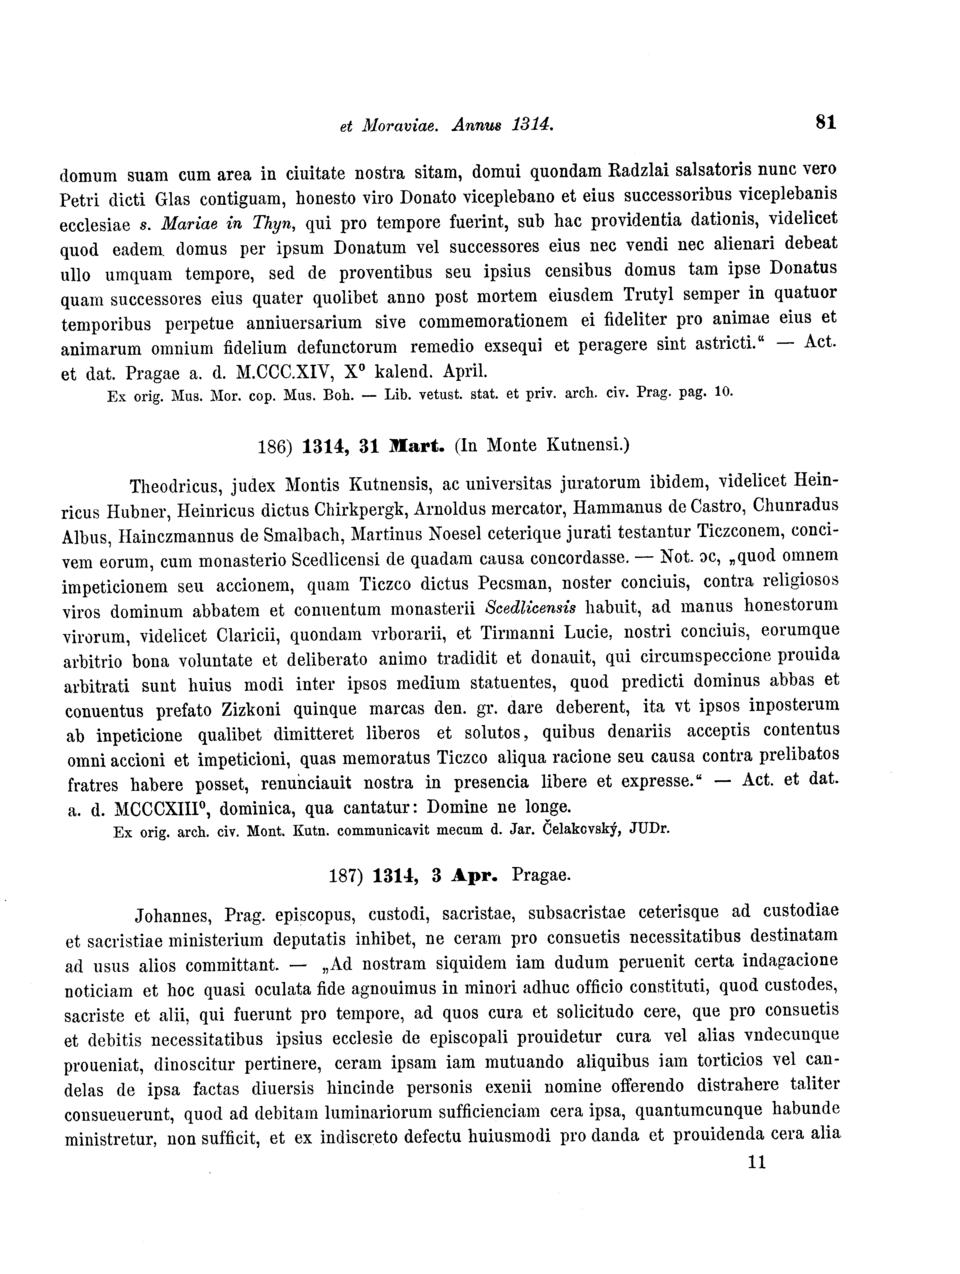 et Moraviae. Annus 1314. 81
domum suam cum area in ciuitate nostra sitam, domui quondam Radzlai salsatoris nunc vero
Petri dicti Glas contiguam, honesto viro Donato viceplebano et eius successoribus viceplebanis
ecclesiae s. Mariae in Thyn, qui pro tempore fuerint, sub hac providentia dationis, videlicet
quod eadem domus per ipsum Donatum vel successores eius nec vendi nec alienari debeat
ullo umquam tempore, sed de proventibus seu ipsius censibus domus tam ipse Donatus
quam successores eius quater quolibet anno post mortem eiusdem Trutyl semper in quatuor
temporibus perpetue anniuersarium sive commemorationem ei fideliter pro animae eius et
animarum omnium fidelium defunctorum remedio exsequi et peragere sint astricti.“ — Act.
et dat. Pragae a. d. M.CCC.XIV, X⁰ kalend. April.
Ex orig. Mus. Mor. cop. Mus. Boh. — Lib. vetust. stat. et priv. arch. civ. Prag. pag. 10.
186) 1314, 31 Mart. (In Monte Kutnensi.)
Theodricus, judex Montis Kutnensis, ac universitas juratorum ibidem, videlicet Hein-
ricus Hubner, Heinricus dictus Chirkpergk, Arnoldus mercator, Hammanus de Castro, Chunradus
Albus, Hainczmannus de Smalbach, Martinus Noesel ceterique jurati testantur Ticzconem, conci-
vem eorum, cum monasterio Scedlicensi de quadam causa concordasse. — Not. ɔc, „quod omnem
impeticionem seu accionem, quam Ticzco dictus Pecsman, noster conciuis, contra religiosos
viros dominum abbatem et conuentum monasterii Scedlicensis habuit, ad manus honestorum
virorum, videlicet Claricii, quondam vrborarii, et Tirmanni Lucie, nostri conciuis, eorumque
arbitrio bona voluntate et deliberato animo tradidit et donauit, qui circumspeccione prouida
arbitrati sunt huius modi inter ipsos medium statuentes, quod predicti dominus abbas et
conuentus prefato Zizkoni quinque marcas den. gr. dare deberent, ita vt ipsos inposterum
ab inpeticione qualibet dimitteret liberos et solutos, quibus denariis acceptis contentus
omni accioni et impeticioni, quas memoratus Ticzco aliqua racione seu causa contra prelibatos
fratres habere posset, renunciauit nostra in presencia libere et expresse.“ — Act. et dat.
a. d. MCCCXIII⁰, dominica, qua cantatur: Domine ne longe.
Ex orig. arch. civ. Mont. Kutn. communicavit mecum d. Jar. Čelakovský, JUDr.
187) 1314, 3 Apr. Pragae.
Johannes, Prag. episcopus, custodi, sacristae, subsacristae ceterisque ad custodiae
et sacristiae ministerium deputatis inhibet, ne ceram pro consuetis necessitatibus destinatam
ad usus alios committant. — „Ad nostram siquidem iam dudum peruenit certa indagacione
noticiam et hoc quasi oculata fide agnouimus in minori adhuc officio constituti, quod custodes,
sacriste et alii, qui fuerunt pro tempore, ad quos cura et solicitudo cere, que pro consuetis
et debitis necessitatibus ipsius ecclesie de episcopali prouidetur cura vel alias vndecunque
proueniat, dinoscitur pertinere, ceram ipsam iam mutuando aliquibus iam torticios vel can-
delas de ipsa factas diuersis hincinde personis exenii nomine offerendo distrahere taliter
consueuerunt, quod ad debitam luminariorum sufficienciam cera ipsa, quantumcunque habunde
ministretur, non sufficit, et ex indiscreto defectu huiusmodi pro danda et prouidenda cera alia
11